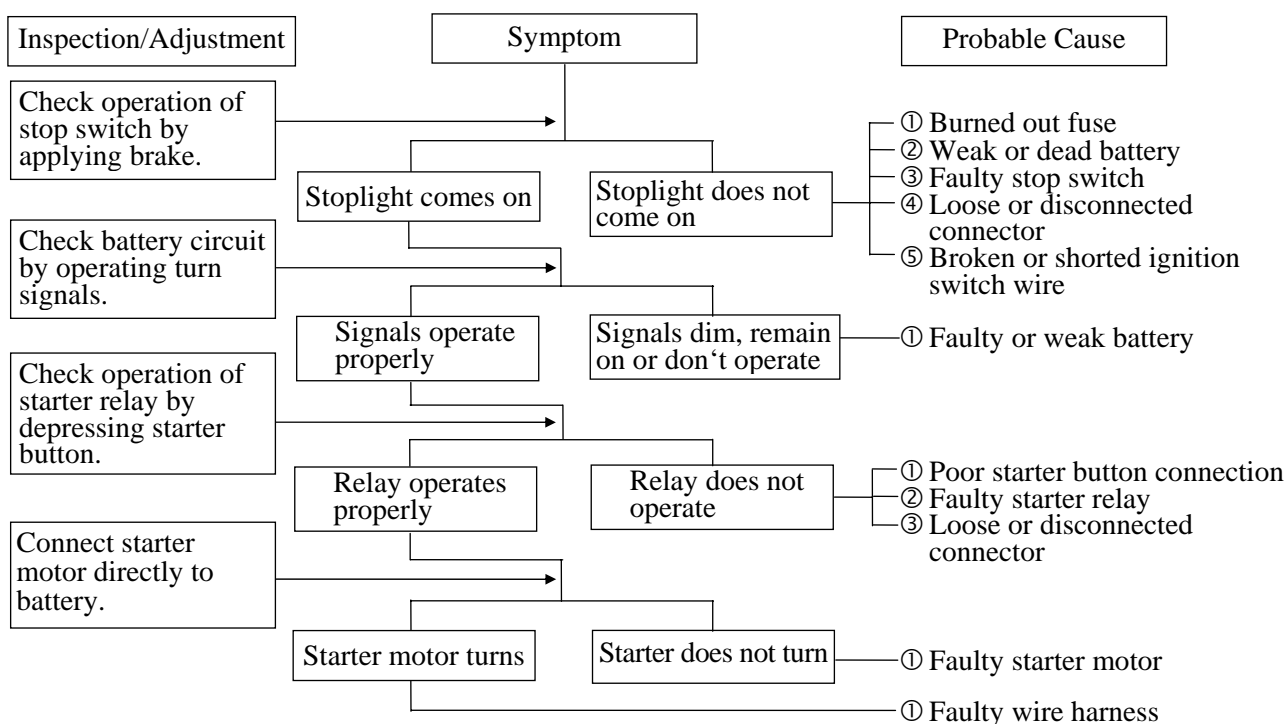 Inspection/Adjustment
Symptom
Probable Cause
Check operation of
stop switch by
applying brake.
Stoplight comes on
Stoplight does not
come on
① Burned out fuse
② Weak or dead battery
③ Faulty stop switch
④ Loose or disconnected
connector
⑤ Broken or shorted ignition
switch wire
Check battery circuit
by operating turn
signals.
Signals operate
properly
Signals dim, remain
on or don‘t operate
① Faulty or weak battery
Check operation of
starter relay by
depressing starter
button.
Relay operates
properly
Relay does not
operate
① Poor starter button connection
② Faulty starter relay
③ Loose or disconnected
connector
Connect starter
motor directly to
battery.
Starter motor turns
Starter does not turn
① Faulty starter motor
① Faulty wire harness